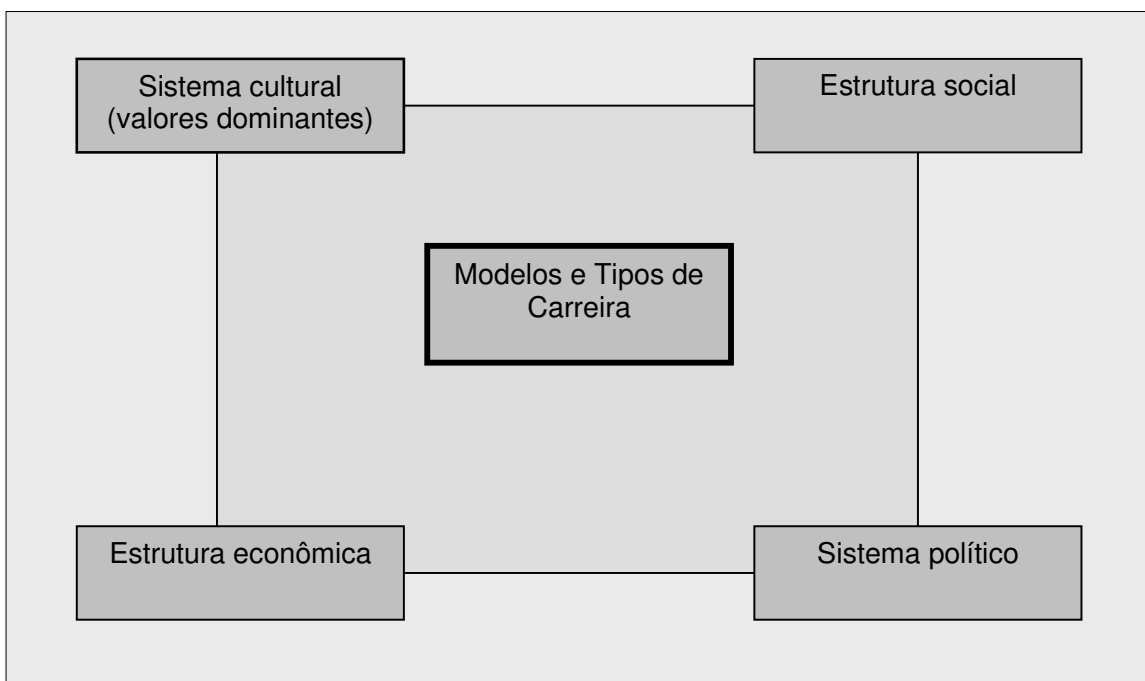 Sistema cultural
(valores dominantes)
Estrutura social
Modelos e Tipos de
Carreira
Estrutura econômica
Sistema político